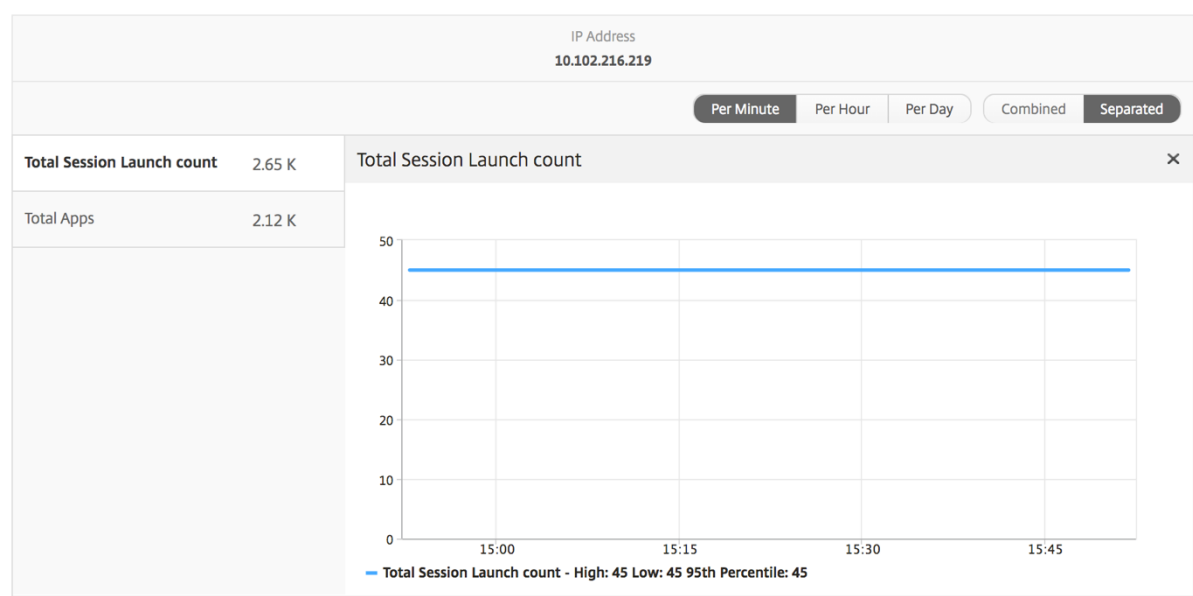 IP Address
10.102.216.219
Per Minute Per Hour Per Day Combined Separated
Total Session Launch count 2.65 K
Total Apps 2.12 K
Total Session Launch count ×
50
40
30
20
10
0
15:00 15:15 15:30 15:45
Total Session Launch count - High: 45 Low: 45 95th Percentile: 45